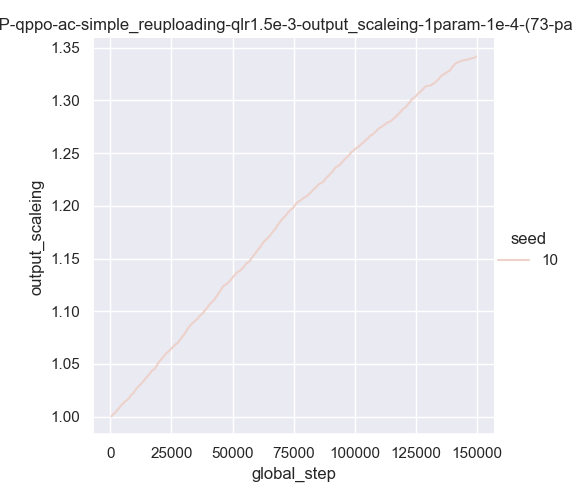 P-qppo-ac-simple_reuploading-qlr1.5e-3-output_scaleing-1param-1e-4-(73-pa
1.35
1.30
1.25
1.20
1.15
1.10
1.05
1.00
output_scaleing
0 25000 50000 75000 100000 125000 150000
global_step
seed
10